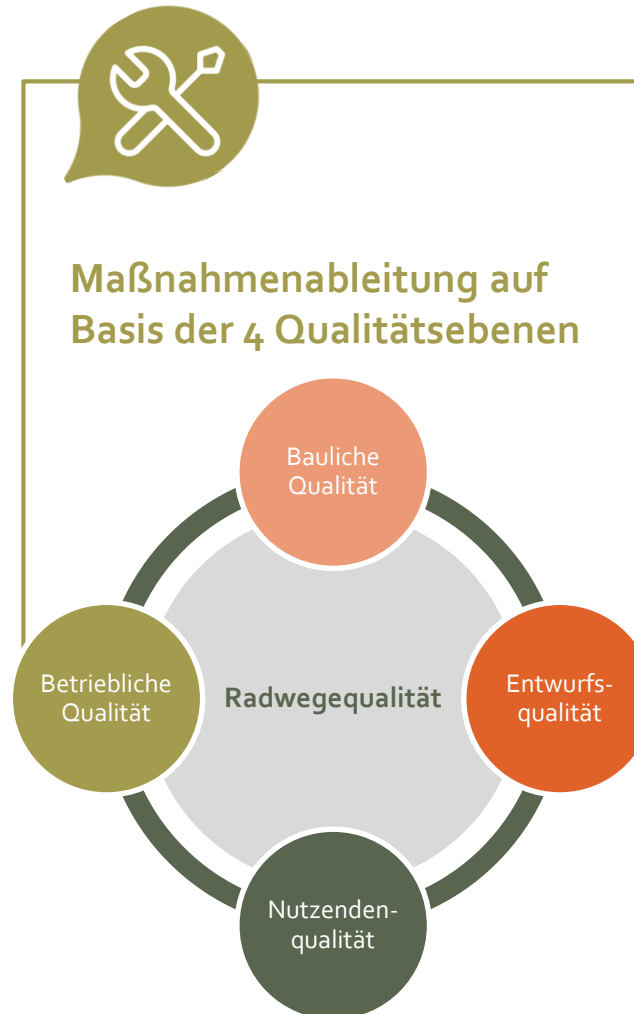 Maßnahmenableitung auf
Basis der 4 Qualitätsebenen
Bauliche
Qualität
Betriebliche
Qualität
Radwegequalität
Entwurfs-
qualität
Nutzenden-
qualität